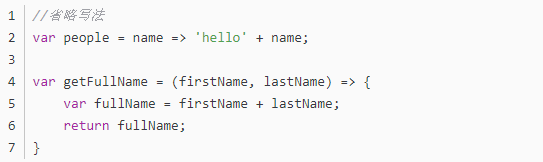 1 //省略写法
2 var people = name => 'hello' + name;
3
4 var getFullName = (firstName, lastName) => {
5     var fullName = firstName + lastName;
6     return fullName;
7 }